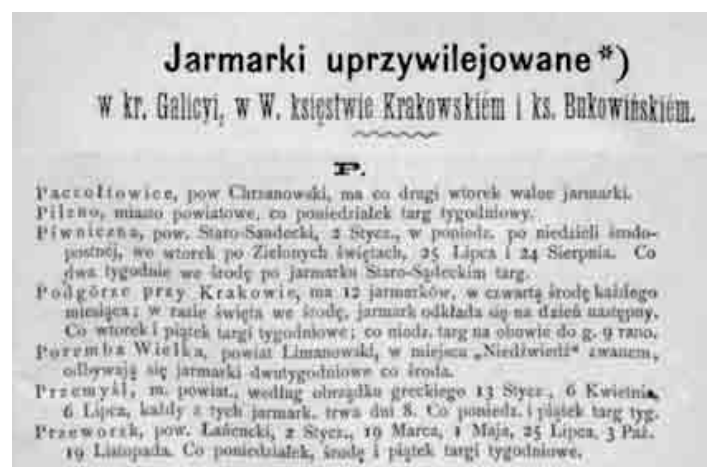 Jarmarki uprzywilejowane*)
w kr. Galicyi, w W. księstwie Krakowskiém i ks. Bukowińskiém.
P.
Paczołtowice, pow Chrzanowski, ma co drugi wtorek walne jarmarki.
Pilzno, miasto powiatowe, co poniedziałek targ tygodniowy.
Piwniczna, pow. Staro-Sandecki, 2 Stycz., w poniedz. po niedzieli środo-
postnej, we wtorek po Zielonych świętach, 25 Lipca i 24 Sierpnia. Co
dwa tygodnie we środę po jarmarku Staro-Sądeckim targ.
Podgórze przy Krakowie, ma 12 jarmarków, w czwartą środę każdego
miesiąca; w razie święta we środę, jarmark odkłada się na dzień następny.
Co wtorek i piątek targi tygodniowe; co niedz. targ na obuwie do g. 9 rano.
Poremba Wielka, powiat Limanowski, w miejscu „Niedźwiedź“ zwanem,
odbywają się jarmarki dwutygodniowe co środa.
Przemyśl, m. powiat., według obrządku greckiego 13 Stycz., 6 Kwietnia,
6 Lipca, każdy z tych jarmark. trwa dni 8. Co poniedz. i piątek targ tyg.
Przeworsk, pow. Łańcucki, 2 Stycz., 19 Marca, 1 Maja, 25 Lipca, 3 Paź.
19 Listopada. Co poniedziałek, środę i piątek targi tygodniowe.